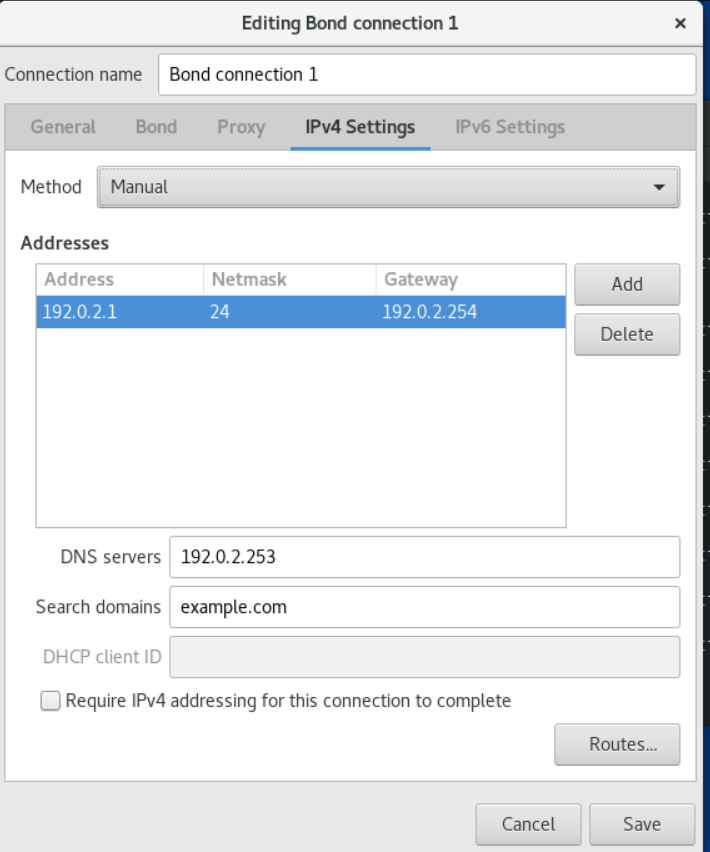 Editing Bond connection 1
Connection name Bond connection 1
General Bond Proxy IPv4 Settings IPv6 Settings
Method Manual
Addresses
Address Netmask Gateway
192.0.2.1 24 192.0.2.254
Add
Delete
DNS servers 192.0.2.253
Search domains example.com
DHCP client ID
Require IPv4 addressing for this connection to complete
Routes...
Cancel Save